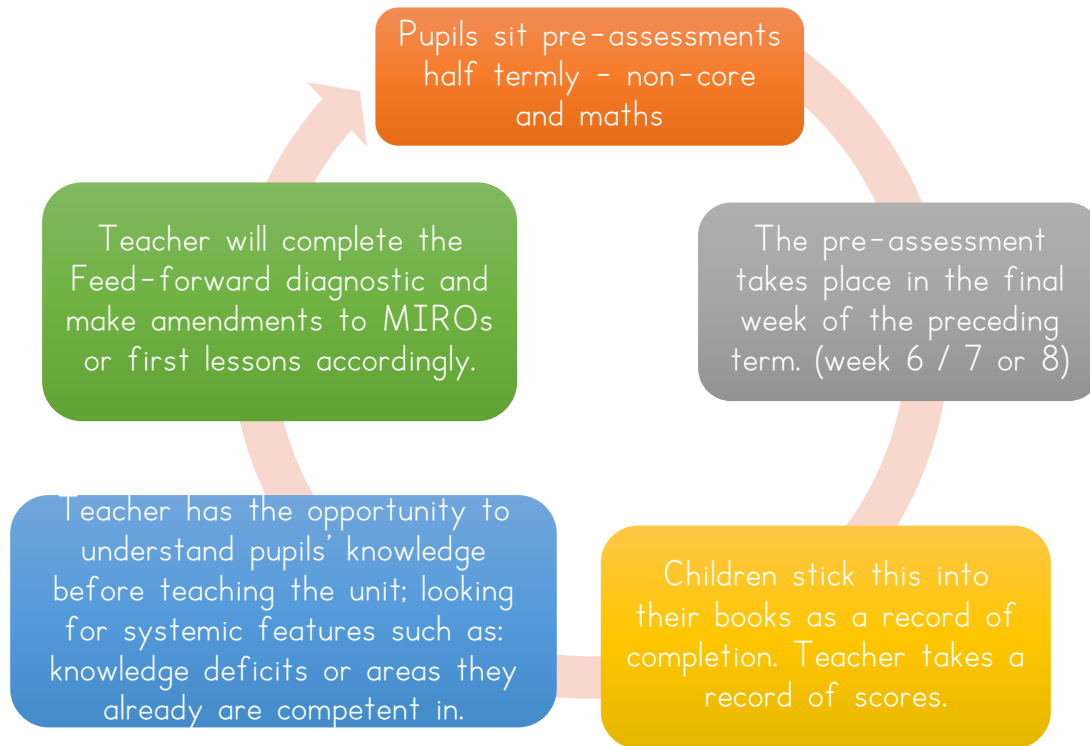 Pupils sit pre-assessments
half termly - non-core
and maths
The pre-assessment
takes place in the final
week of the preceding
term. (week 6 / 7 or 8)
Children stick this into
their books as a record of
completion. Teacher takes a
record of scores.
Teacher has the opportunity to
understand pupils' knowledge
before teaching the unit; looking
for systemic features such as:
knowledge deficits or areas they
already are competent in.
Teacher will complete the
Feed-forward diagnostic and
make amendments to MIROs
or first lessons accordingly.